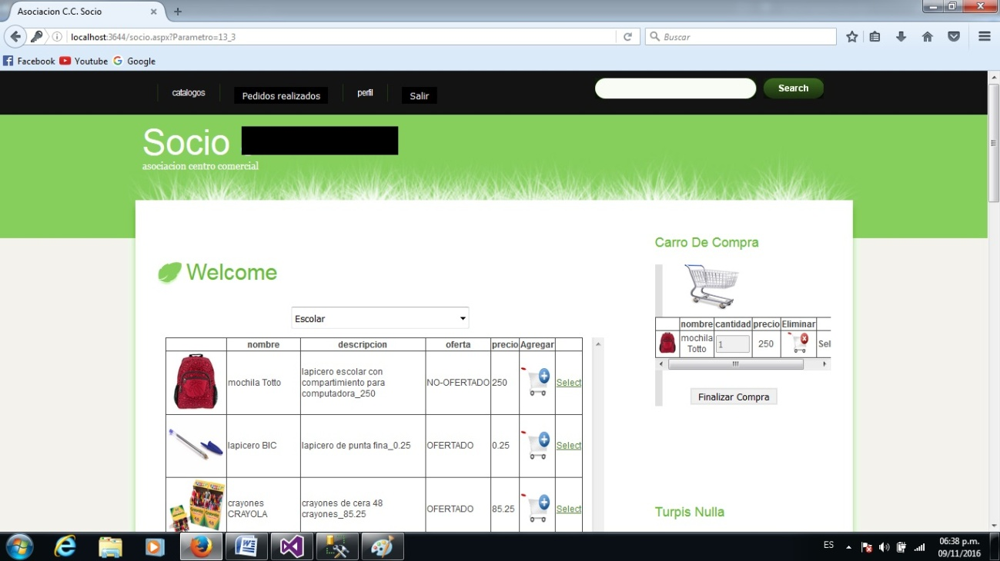 Asociacion C.C. Socio
localhost:3644/socio.aspx?Parametro=13_3
Buscar
Facebook Youtube Google
catalogos Pedidos realizados perfil Salir Search
Socio
asociacion centro comercial
Carro De Compra
Welcome
Escolar
nombre cantidad precio Eliminar
mochila Totto 1 250 Sel
Finalizar Compra
nombre descripcion oferta precio Agregar
mochila Totto
lapicero escolar con
compartimiento para
computadora_250
NO-OFERTADO 250 Select
lapicero BIC lapicero de punta fina_0.25 OFERTADO 0.25 Select
crayones
CRAYOLA
crayones de cera 48
crayones_85.25
OFERTADO 85.25 Select
Turpis Nulla
ES
06:38 p.m.
09/11/2016